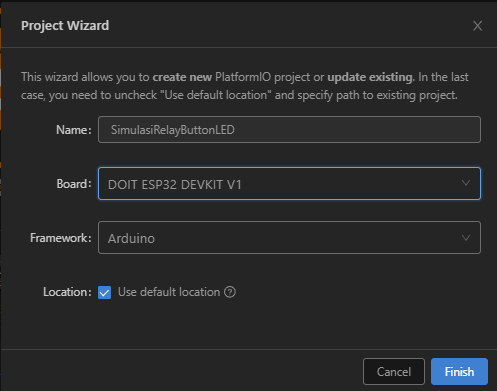 Project Wizard
This wizard allows you to create new PlatformIO project or update existing. In the last
case, you need to uncheck "Use default location" and specify path to existing project.
Name: SimulasiRelayButtonLED
Board: DOIT ESP32 DEVKIT V1
Framework: Arduino
Location: Use default location
Cancel Finish